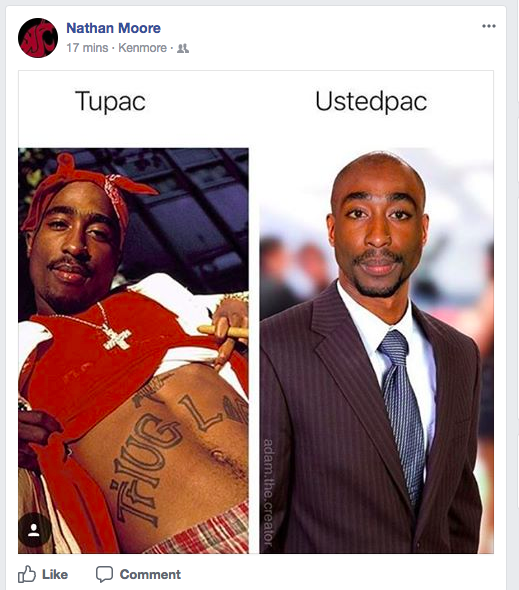 Nathan Moore
17 mins · Kenmore ·
Tupac
Ustedpac
THUG L
adam.the.creator
Like
Comment